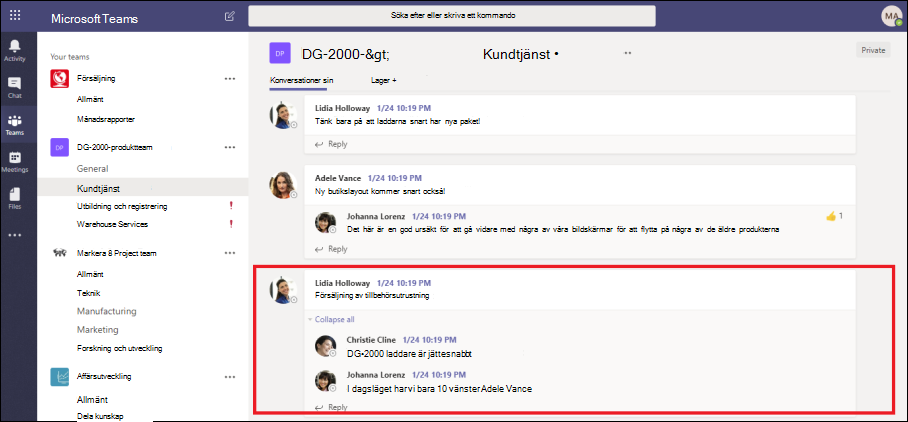 Microsoft Teams
Söka efter eller skriva ett kommando
MA
Activity
Chat
Teams
Meetings
Files
Your teams
Försäljning
Allmänt
Månadsrapporter
DP
DG-2000-produktteam
General
Kundtjänst
Utbildning och registrering
Warehouse Services
Markera 8 Project team
Allmänt
Teknik
Manufacturing
Marketing
Forskning och utveckling
Affärsutveckling
Allmänt
Dela kunskap
DP
DG-2000-&gt; Kundtjänst •
Private
Konversationer sin Lager +
Lidia Holloway 1/24 10:19 PM
Tänk bara på att laddarna snart har nya paket!
Reply
Adele Vance 1/24 10:19 PM
Ny butikslayout kommer snart också!
Johanna Lorenz 1/24 10:19 PM
1
Det här är en god ursäkt för att gå vidare med några av våra bildskärmar för att flytta på några av de äldre produkterna
Reply
Lidia Holloway 1/24 10:19 PM
Försäljning av tillbehörsutrustning
Collapse all
Christie Cline 1/24 10:19 PM
DG-2000 laddare är jättesnabbt
Johanna Lorenz 1/24 10:19 PM
I dagsläget har vi bara 10 vänster Adele Vance
Reply